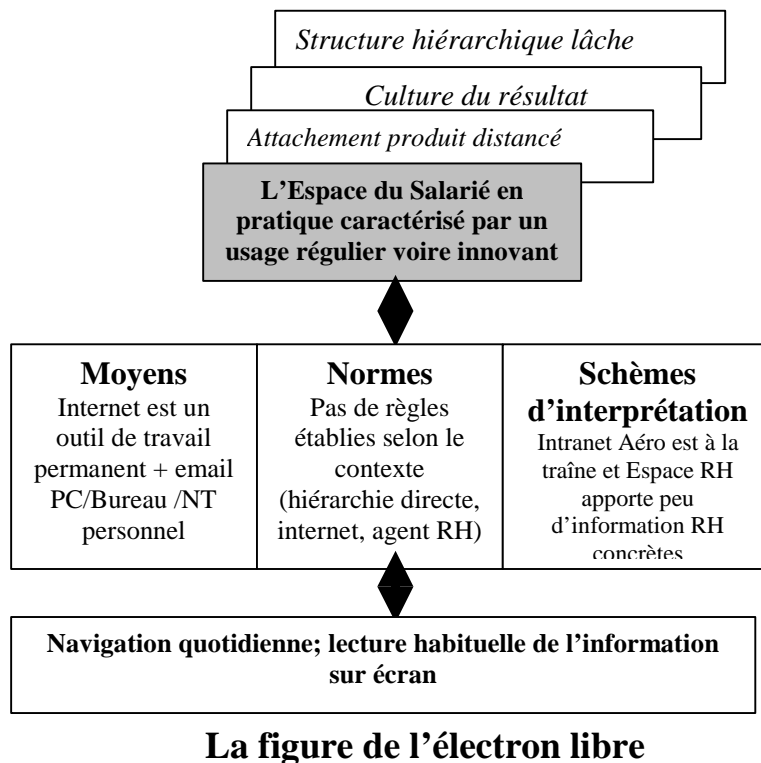 Structure hiérarchique lâche
Culture du résultat
Attachement produit distancé
L’Espace du Salarié en
pratique caractérisé par un
usage régulier voire innovant
Moyens
Internet est un
outil de travail
permanent + email
PC/Bureau /NT
personnel
Normes
Pas de règles
établies selon le
contexte
(hiérarchie directe,
internet, agent RH)
Schèmes
d’interprétation
Intranet Aéro est à la
traîne et Espace RH
apporte peu
d’information RH
concrètes
Navigation quotidienne; lecture habituelle de l’information
sur écran
La figure de l’électron libre